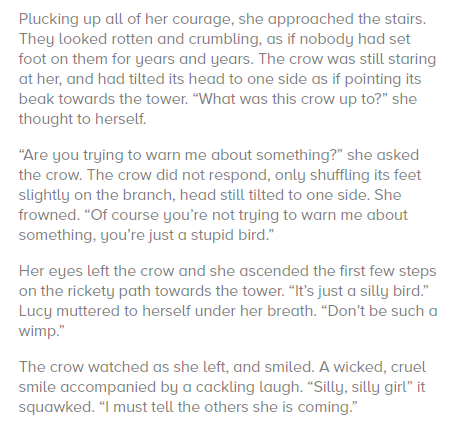 Plucking up all of her courage, she approached the stairs.
They looked rotten and crumbling, as if nobody had set
foot on them for years and years. The crow was still staring
at her, and had tilted its head to one side as if pointing its
beak towards the tower. “What was this crow up to?” she
thought to herself.
“Are you trying to warn me about something?” she asked
the crow. The crow did not respond, only shuffling its feet
slightly on the branch, head still tilted to one side. She
frowned. “Of course you’re not trying to warn me about
something, you’re just a stupid bird.”
Her eyes left the crow and she ascended the first few steps
on the rickety path towards the tower. “It’s just a silly bird.”
Lucy muttered to herself under her breath. “Don’t be such a
wimp.”
The crow watched as she left, and smiled. A wicked, cruel
smile accompanied by a cackling laugh. “Silly, silly girl” it
squawked. “I must tell the others she is coming.”